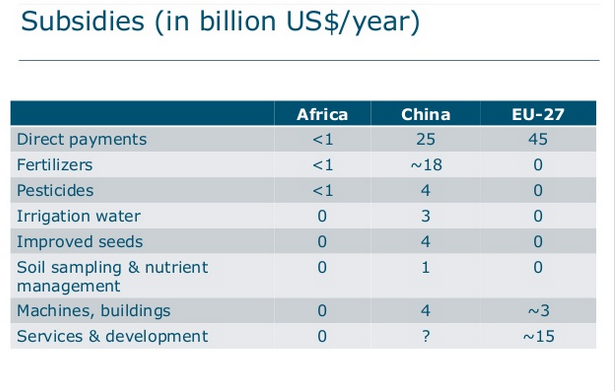 Subsidies (in billion US$/year)
Africa China EU-27
Direct payments <1 25 45
Fertilizers <1 ~18 0
Pesticides <1 4 0
Irrigation water 0 3 0
Improved seeds 0 4 0
Soil sampling & nutrient 0 1 0
management
Machines, buildings 0 4 ~3
Services & development 0 ? ~15